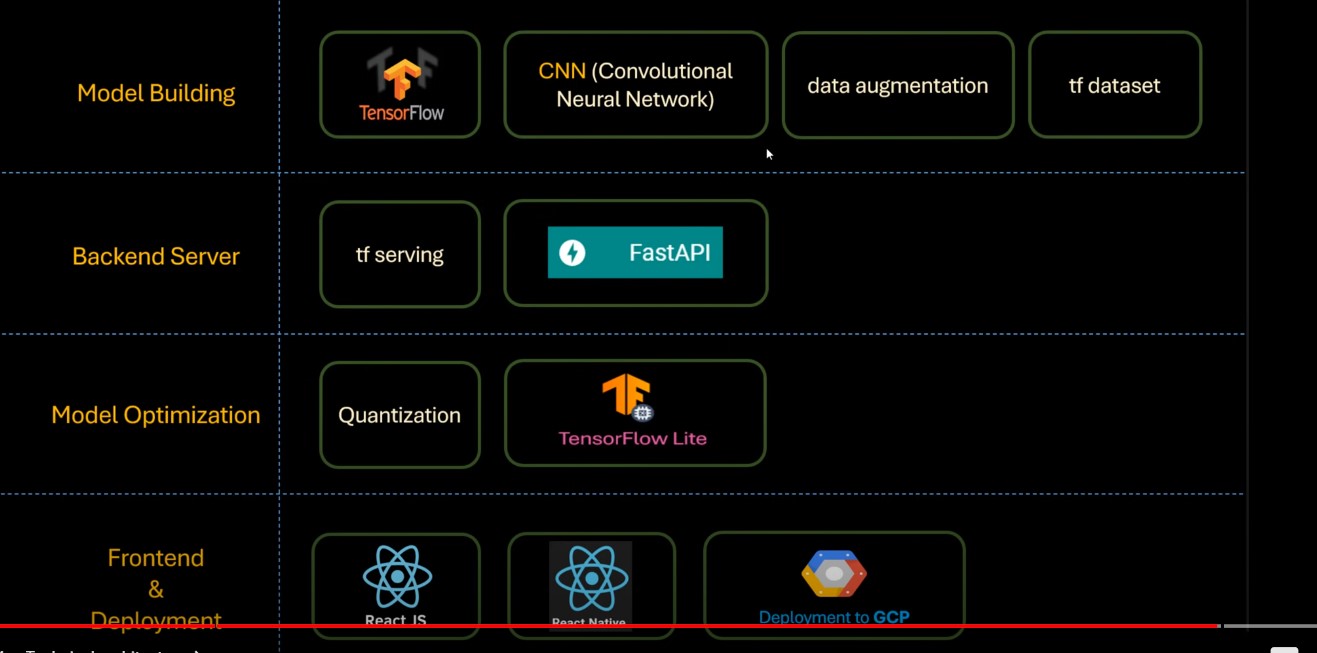 Model Building
TensorFlow
CNN (Convolutional
Neural Network)
data augmentation
tf dataset
Backend Server
tf serving
FastAPI
Model Optimization
Quantization
TensorFlow Lite
Frontend
&
Deployment
React JS
React Native
Deployment to GCP